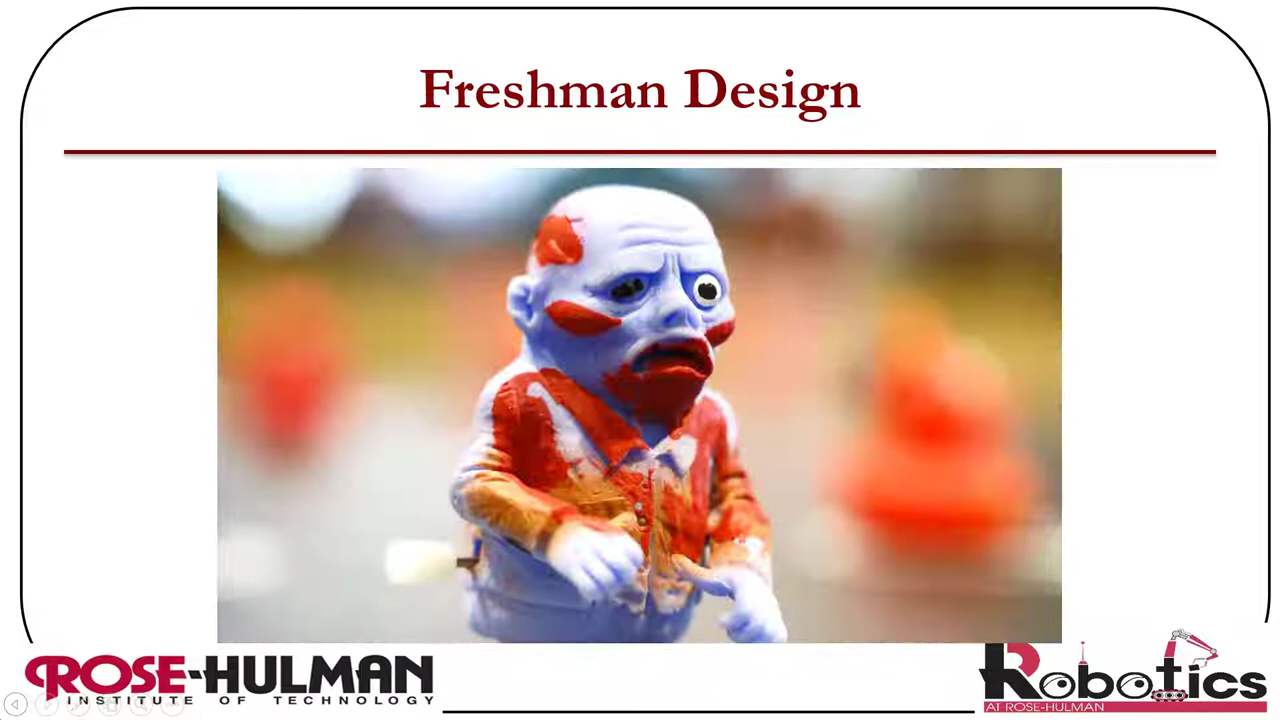 Freshman Design
ROSE-HULMAN
INSTITUTE OF TECHNOLOGY
Robotics
AT ROSE-HULMAN